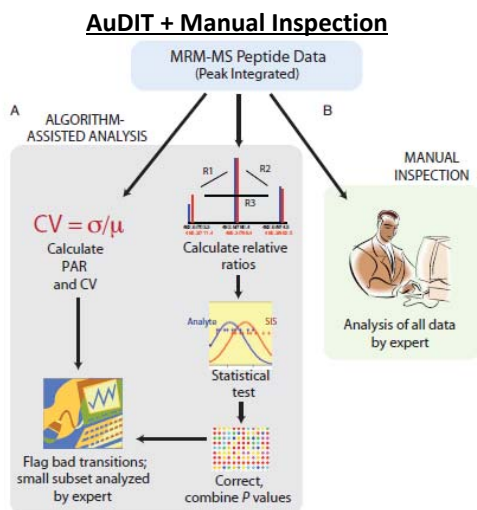 AuDIT + Manual Inspection
MRM-MS Peptide Data
(Peak Integrated)
A
ALGORITHM-
ASSISTED ANALYSIS
B
MANUAL
INSPECTION
R1
R2
R3
CV = σ/μ
Calculate
PAR
and CV
Calculate relative
ratios
Analyte
SIS
Statistical
test
Analysis of all data
by expert
Flag bad transitions;
small subset analyzed
by expert
Correct,
combine P values